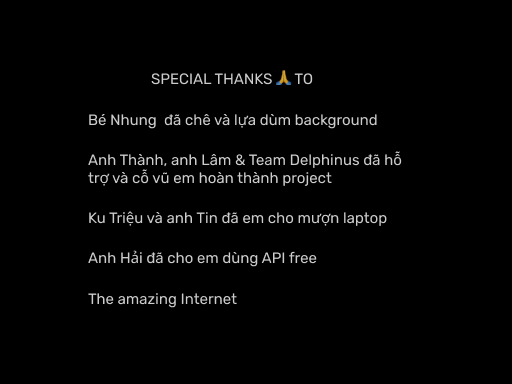 SPECIAL THANKS🙏TO
Bé Nhung  đã chê và lựa dùm background
Anh Thành, anh Lâm & Team Delphinus đã hỗ
trợ và cỗ vũ em hoàn thành project
Ku Triệu và anh Tin đã em cho mượn laptop
Anh Hải đã cho em dùng API free
The amazing Internet